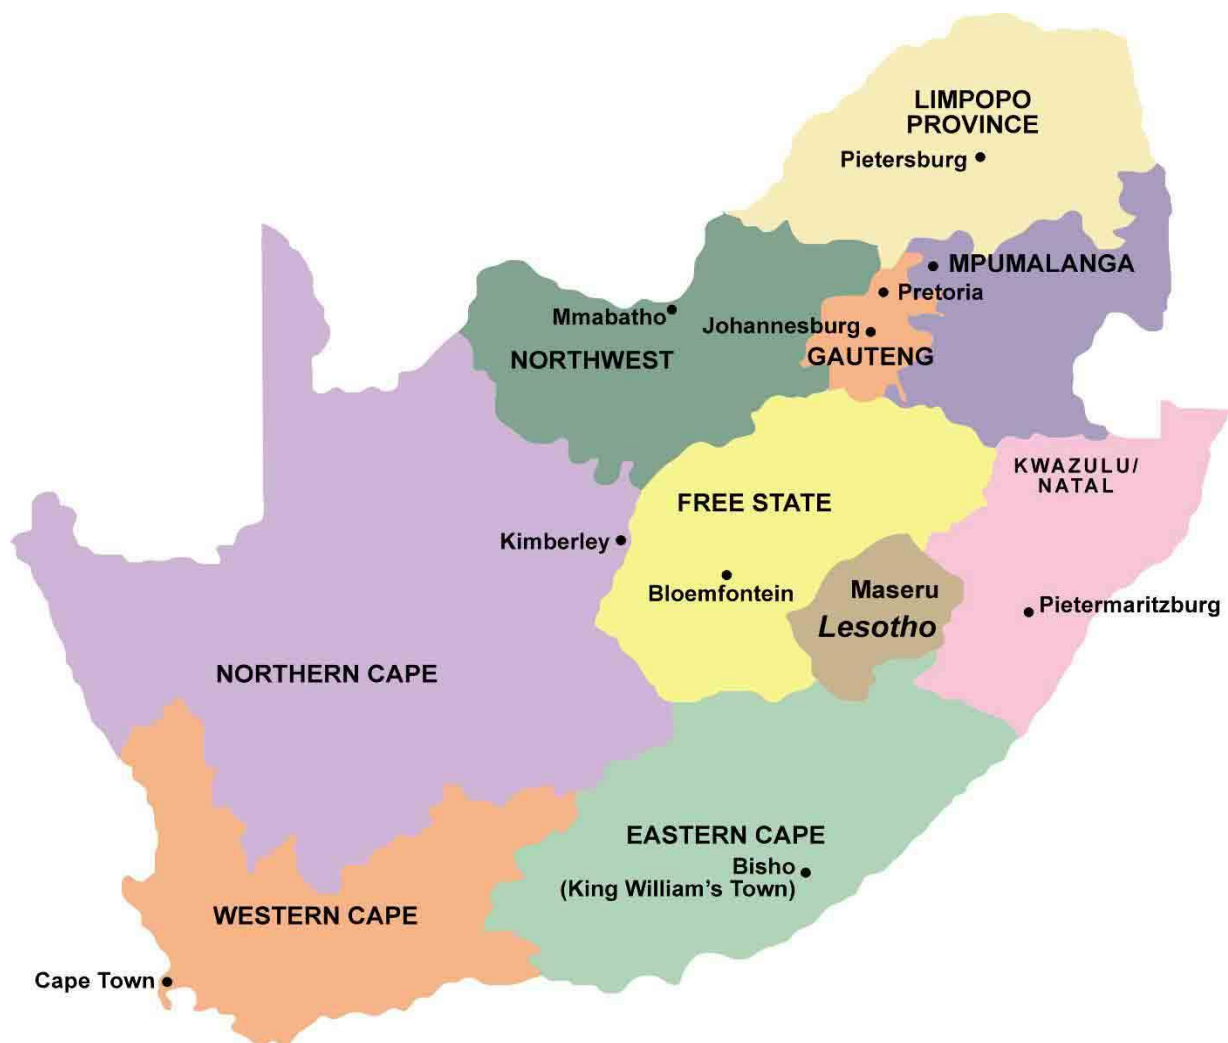 LIMPOPO
PROVINCE
Pietersburg
MPUMALANGA
Pretoria
Mmabatho
Johannesburg
NORTHWEST
GAUTENG
KWAZULU/
NATAL
FREE STATE
Kimberley
Bloemfontein
Maseru
Lesotho
Pietermaritzburg
NORTHERN CAPE
EASTERN CAPE
Bisho
(King William's Town)
WESTERN CAPE
Cape Town